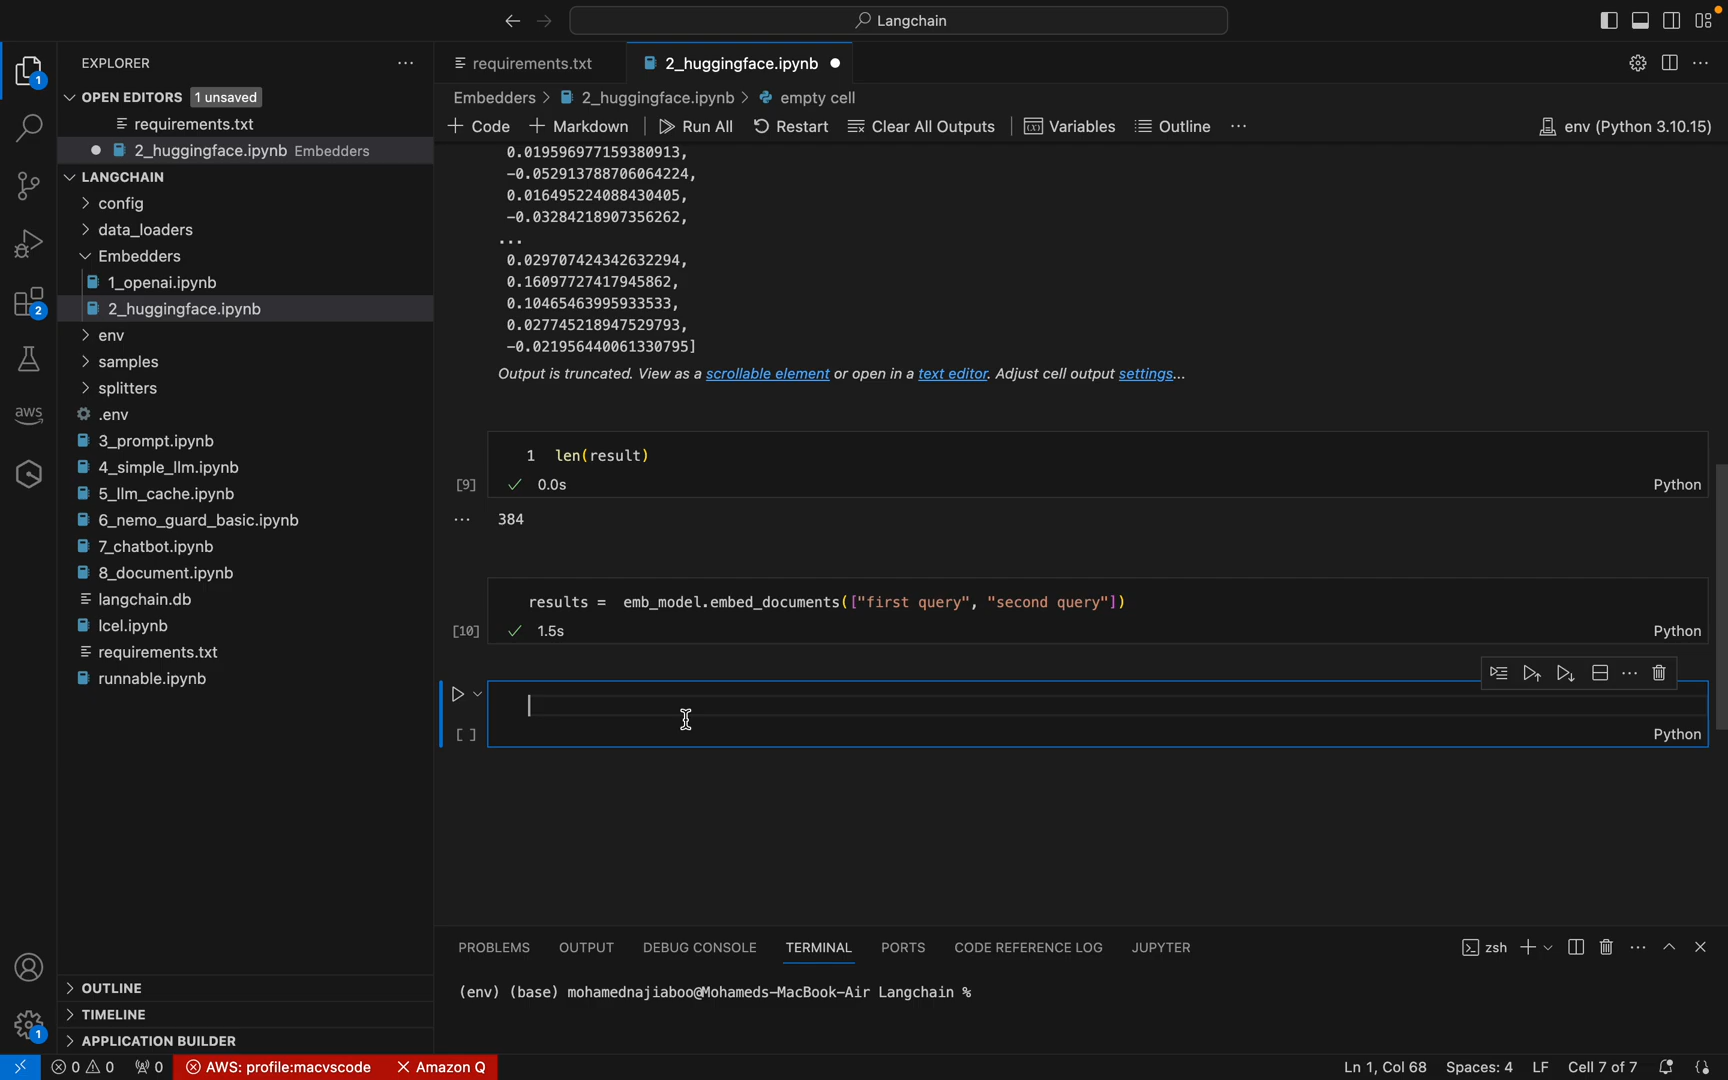 Langchain
EXPLORER
OPEN EDITORS 1 unsaved
requirements.txt
2_huggingface.ipynb Embedders
LANGCHAIN
config
data_loaders
Embedders
1_openai.ipynb
2_huggingface.ipynb
env
samples
splitters
.env
3_prompt.ipynb
4_simple_llm.ipynb
5_llm_cache.ipynb
6_nemo_guard_basic.ipynb
7_chatbot.ipynb
8_document.ipynb
langchain.db
lcel.ipynb
requirements.txt
runnable.ipynb
OUTLINE
TIMELINE
APPLICATION BUILDER
1
2
aws
1
requirements.txt
2_huggingface.ipynb
Embedders > 2_huggingface.ipynb > empty cell
+ Code + Markdown | Run All Restart Clear All Outputs | Variables Outline ... env (Python 3.10.15)
0.019596977159380913,
-0.052913788706064224,
0.016495224088430405,
-0.03284218907356262,
...
0.029707424342632294,
0.16097727417945862,
0.10465463995933533,
0.027745218947529793,
-0.021956440061330795]
Output is truncated. View as a scrollable element or open in a text editor. Adjust cell output settings...
1 len(result)
[9] 0.0s Python
... 384
results = emb_model.embed_documents(["first query", "second query"])
[10] 1.5s Python
[ ] Python
PROBLEMS OUTPUT DEBUG CONSOLE TERMINAL PORTS CODE REFERENCE LOG JUPYTER zsh
(env) (base) mohamednajiaboo@Mohameds-MacBook-Air Langchain %
0 0 0 AWS: profile:macvscode Amazon Q Ln 1, Col 68 Spaces: 4 LF Cell 7 of 7